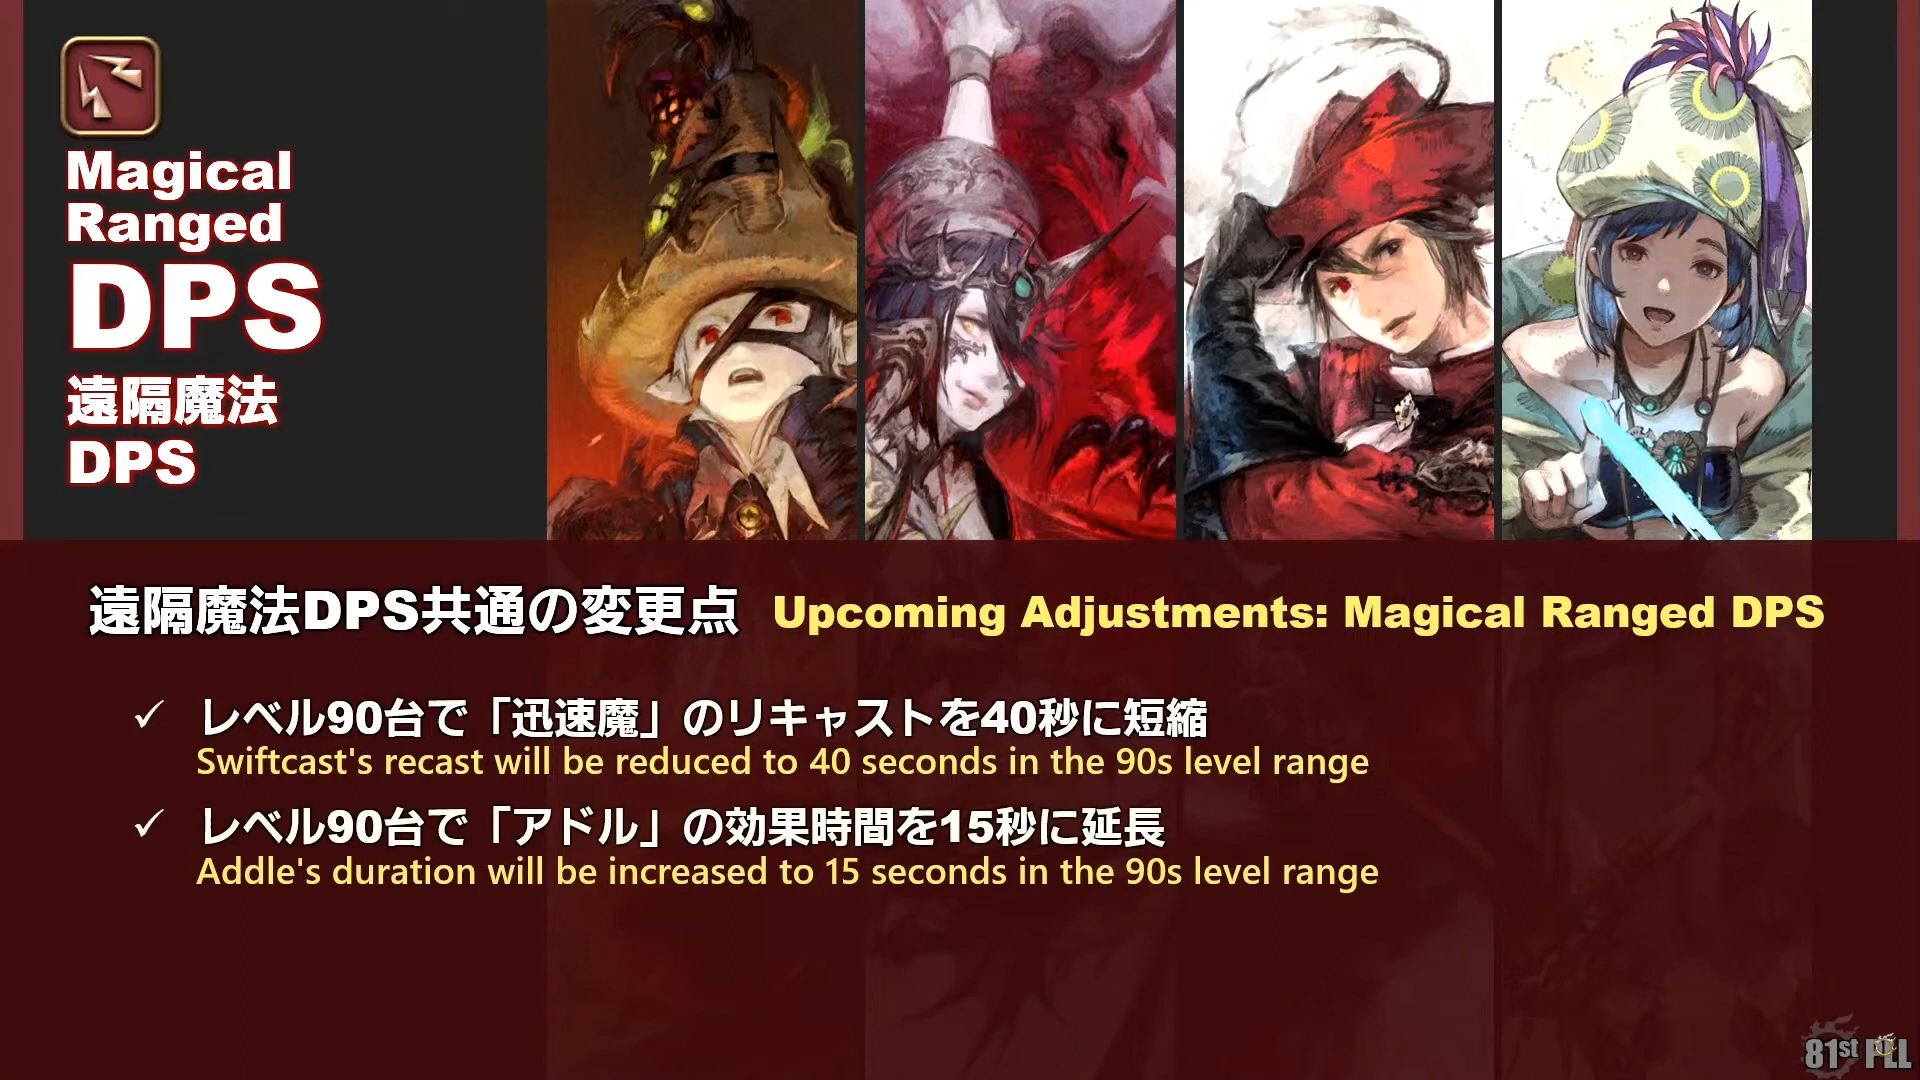 Magical
Ranged
DPS
遠隔魔法
DPS
遠隔魔法DPS共通の変更点 Upcoming Adjustments: Magical Ranged DPS
✓ レベル90台で「迅速魔」のリキャストを40秒に短縮
Swiftcast's recast will be reduced to 40 seconds in the 90s level range
✓ レベル90台で「アドル」の効果時間を15秒に延長
Addle's duration will be increased to 15 seconds in the 90s level range
81st PLL